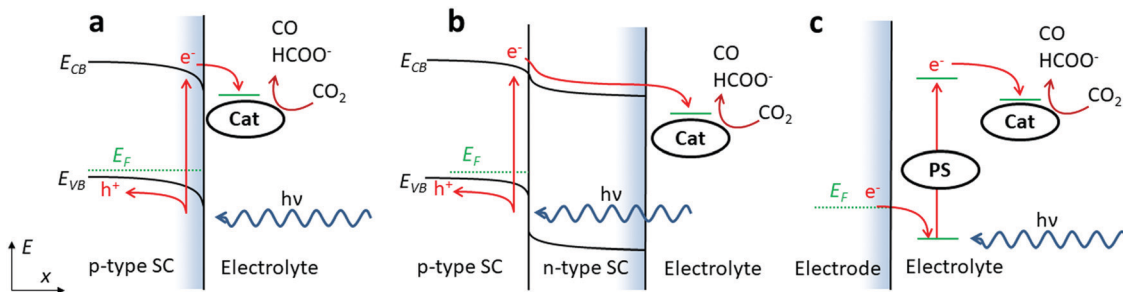 a
CO
HCOO⁻
e⁻
E_CB
CO₂
Cat
E_F
E_VB
h⁺
hν
E
x
p-type SC
Electrolyte
b
CO
HCOO⁻
e⁻
E_CB
CO₂
Cat
E_F
E_VB
h⁺
hν
p-type SC
n-type SC
Electrolyte
c
CO
HCOO⁻
e⁻
CO₂
Cat
PS
E_F
e⁻
hν
Electrode
Electrolyte